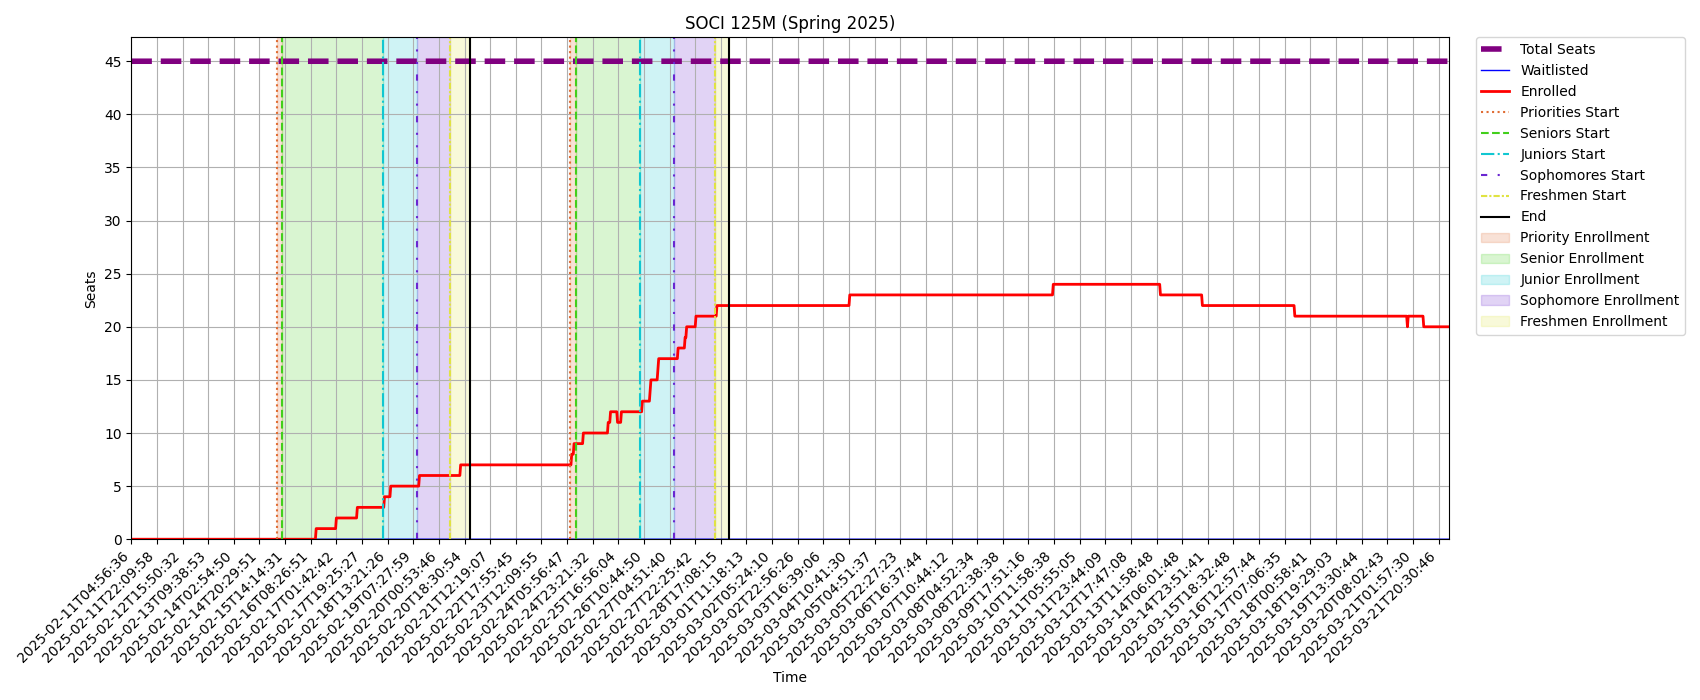 SOCI 125M (Spring 2025)
45
40
35
30
25
20
15
10
5
0
Seats
2025-02-11T04:56:36
2025-02-11T22:09:58
2025-02-12T15:50:32
2025-02-13T09:38:53
2025-02-14T02:54:50
2025-02-14T20:29:51
2025-02-15T14:14:31
2025-02-16T08:26:51
2025-02-17T01:42:42
2025-02-17T19:25:27
2025-02-18T13:21:26
2025-02-19T07:27:59
2025-02-20T00:53:46
2025-02-20T18:30:54
2025-02-21T12:19:07
2025-02-22T17:55:45
2025-02-23T12:09:55
2025-02-24T05:56:47
2025-02-24T23:21:32
2025-02-25T16:56:04
2025-02-26T10:44:50
2025-02-27T04:51:40
2025-02-27T22:25:42
2025-02-28T17:08:15
2025-03-01T11:18:13
2025-03-02T05:24:10
2025-03-02T22:56:26
2025-03-03T16:39:06
2025-03-04T10:41:30
2025-03-05T04:51:37
2025-03-05T22:27:23
2025-03-06T16:37:44
2025-03-07T10:44:12
2025-03-08T04:52:34
2025-03-08T22:38:38
2025-03-09T17:51:16
2025-03-10T11:58:38
2025-03-11T05:55:05
2025-03-11T23:44:09
2025-03-12T17:47:08
2025-03-13T11:58:48
2025-03-14T06:01:48
2025-03-14T23:51:41
2025-03-15T18:32:48
2025-03-16T12:57:44
2025-03-17T07:06:35
2025-03-18T00:58:41
2025-03-18T19:29:03
2025-03-19T13:30:44
2025-03-20T08:02:43
2025-03-21T01:57:30
2025-03-21T20:30:46
Time
Total Seats
Waitlisted
Enrolled
Priorities Start
Seniors Start
Juniors Start
Sophomores Start
Freshmen Start
End
Priority Enrollment
Senior Enrollment
Junior Enrollment
Sophomore Enrollment
Freshmen Enrollment